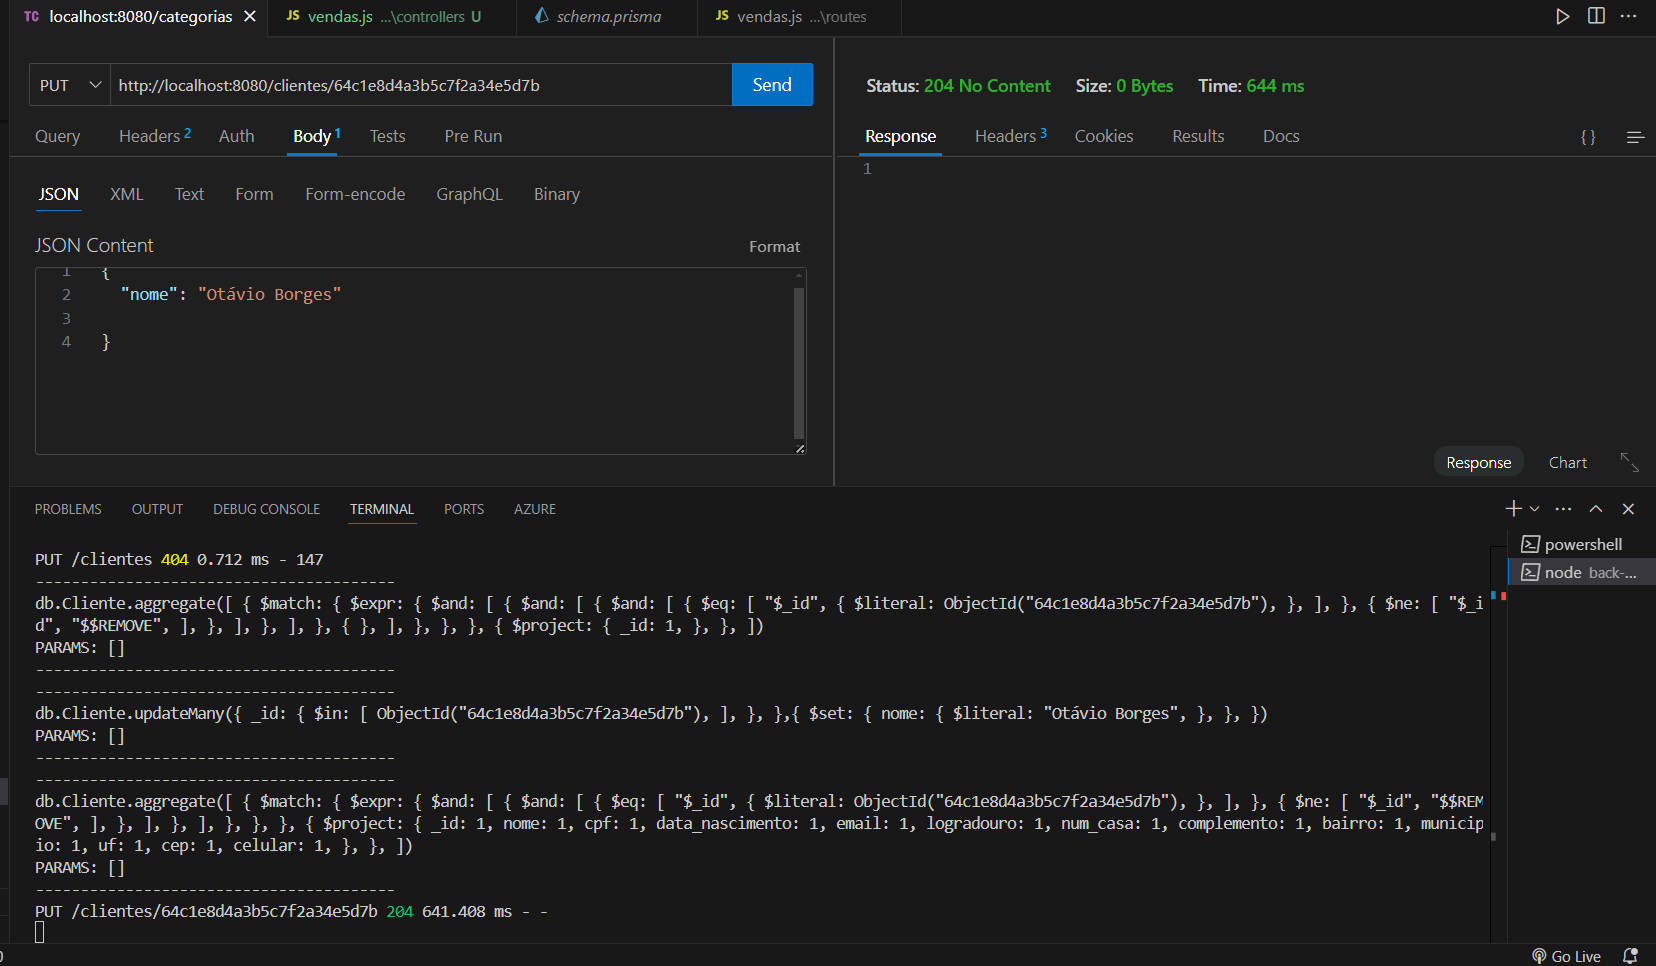 TC localhost:8080/categorias JS vendas.js ...\controllers U schema.prisma JS vendas.js ...\routes
PUT http://localhost:8080/clientes/64c1e8d4a3b5c7f2a34e5d7b Send
Status: 204 No Content Size: 0 Bytes Time: 644 ms
Query Headers 2 Auth Body 1 Tests Pre Run
Response Headers 3 Cookies Results Docs { }
1
JSON XML Text Form Form-encode GraphQL Binary
JSON Content Format
1 {
2 "nome": "Otávio Borges"
3
4 }
Response Chart
PROBLEMS OUTPUT DEBUG CONSOLE TERMINAL PORTS AZURE
powershell
node back-...
PUT /clientes 404 0.712 ms - 147
----------------------------------------
db.Cliente.aggregate([ { $match: { $expr: { $and: [ { $and: [ { $and: [ { $eq: [ "$_id", { $literal: ObjectId("64c1e8d4a3b5c7f2a34e5d7b"), }, ], }, { $ne: [ "$_i
d", "$$REMOVE", ], }, ], }, ], }, { }, ], }, }, }, { $project: { _id: 1, }, }, ])
PARAMS: []
----------------------------------------
----------------------------------------
db.Cliente.updateMany({ _id: { $in: [ ObjectId("64c1e8d4a3b5c7f2a34e5d7b"), ], }, },{ $set: { nome: { $literal: "Otávio Borges", }, }, })
PARAMS: []
----------------------------------------
----------------------------------------
db.Cliente.aggregate([ { $match: { $expr: { $and: [ { $and: [ { $eq: [ "$_id", { $literal: ObjectId("64c1e8d4a3b5c7f2a34e5d7b"), }, ], }, { $ne: [ "$_id", "$$REM
OVE", ], }, ], }, ], }, }, }, { $project: { _id: 1, nome: 1, cpf: 1, data_nascimento: 1, email: 1, logradouro: 1, num_casa: 1, complemento: 1, bairro: 1, municip
io: 1, uf: 1, cep: 1, celular: 1, }, }, ])
PARAMS: []
----------------------------------------
PUT /clientes/64c1e8d4a3b5c7f2a34e5d7b 204 641.408 ms - -
Go Live